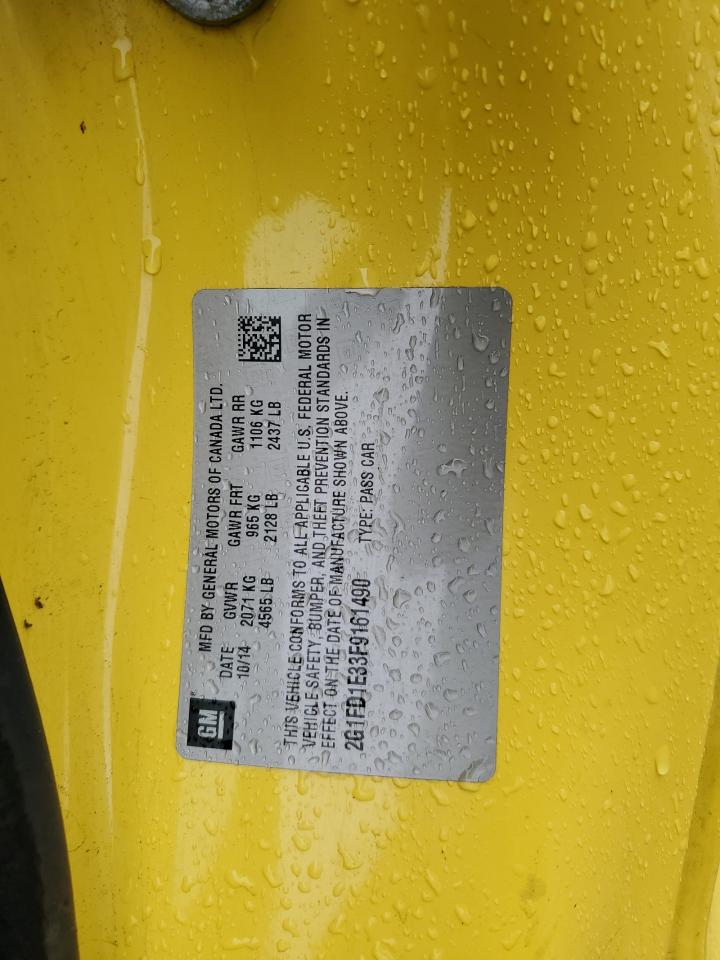 GM
MFD BY GENERAL MOTORS OF CANADA LTD.
DATE GVWR GAWR FRT GAWR RR
10/14 2071 KG 965 KG 1106 KG
4565 LB 2128 LB 2437 LB
THIS VEHICLE CONFORMS TO ALL APPLICABLE U.S. FEDERAL MOTOR
VEHICLE SAFETY, BUMPER, AND THEFT PREVENTION STANDARDS IN
EFFECT ON THE DATE OF MANUFACTURE SHOWN ABOVE.
2G1FD1E33F9161490 TYPE: PASS CAR